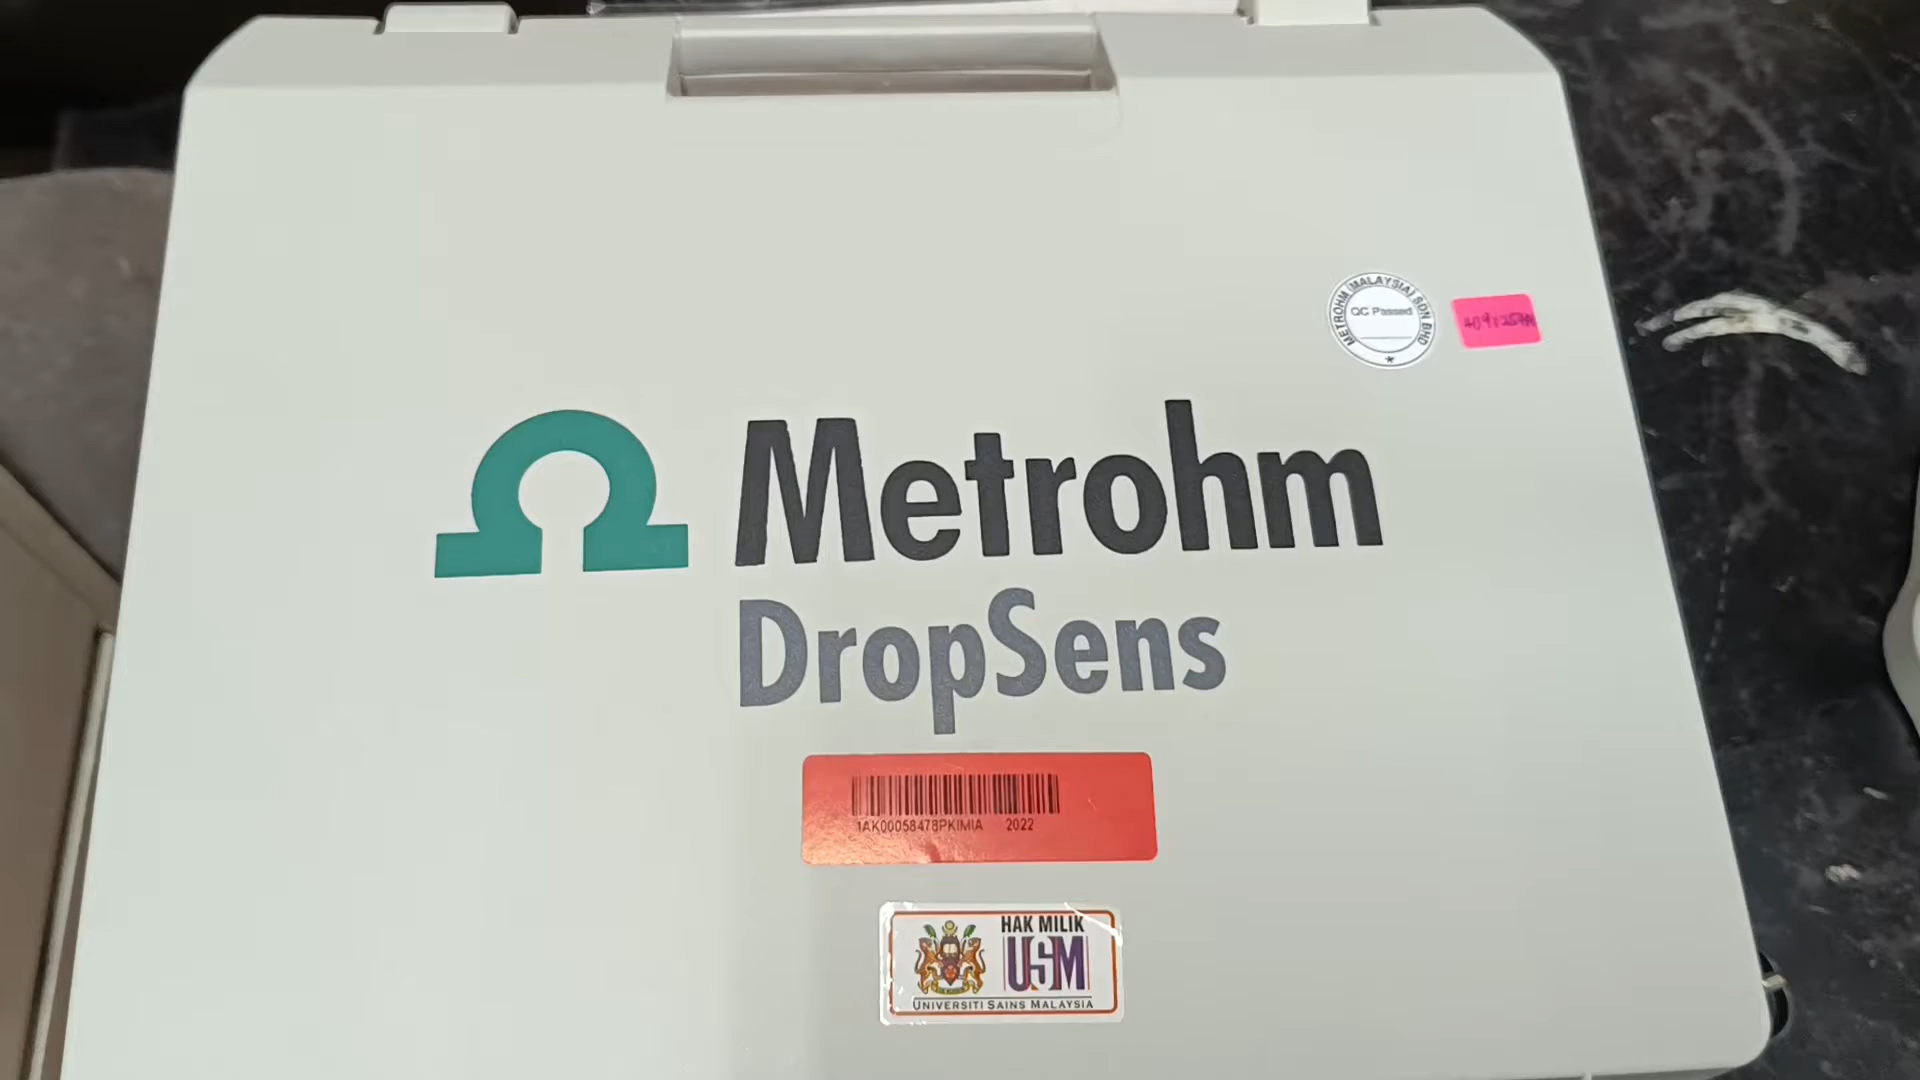 METROHM (MALAYSIA) SDN BHD
QC Passed
Metrohm
DropSens
1AK00058478PKIMIA 2022
HAK MILIK
USM
UNIVERSITI SAINS MALAYSIA